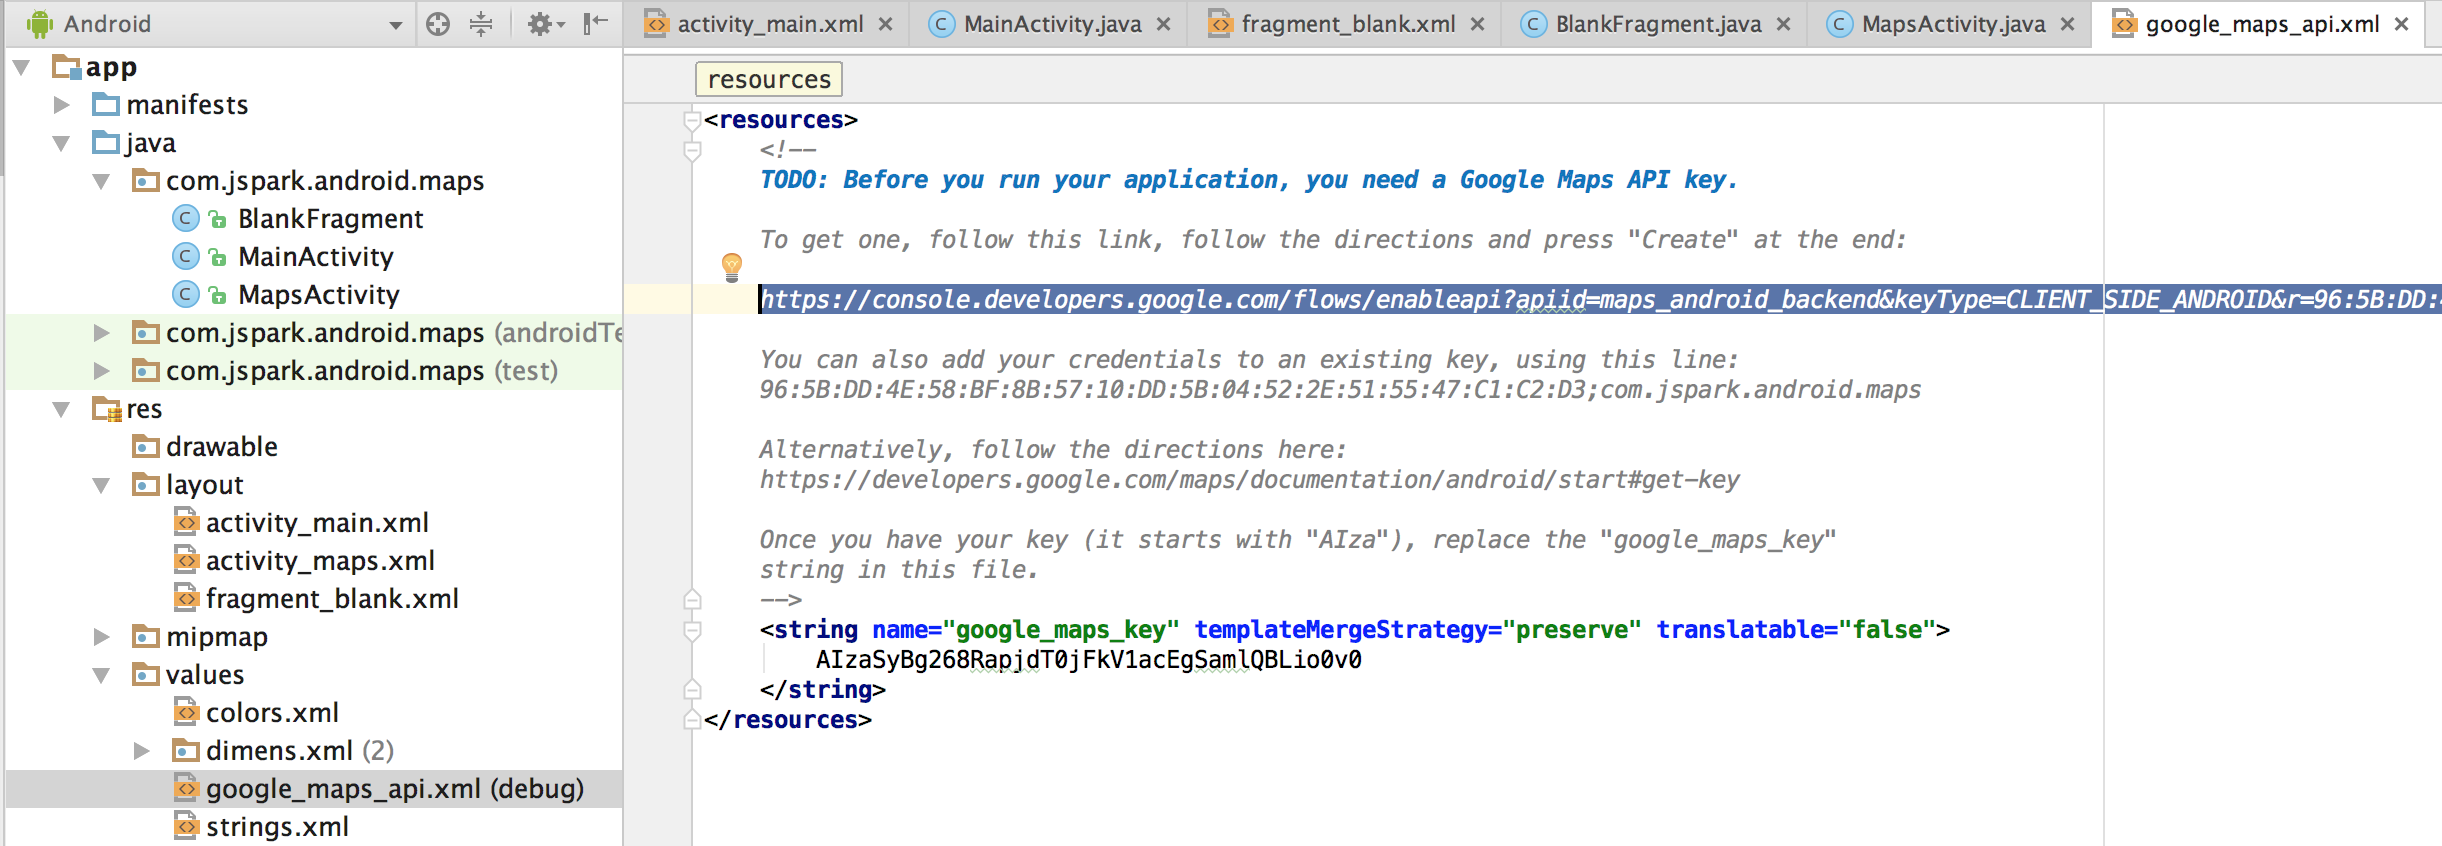 Android
activity_main.xml
MainActivity.java
fragment_blank.xml
BlankFragment.java
MapsActivity.java
google_maps_api.xml
app
manifests
java
com.jspark.android.maps
BlankFragment
MainActivity
MapsActivity
com.jspark.android.maps (androidTe
com.jspark.android.maps (test)
res
drawable
layout
activity_main.xml
activity_maps.xml
fragment_blank.xml
mipmap
values
colors.xml
dimens.xml (2)
google_maps_api.xml (debug)
strings.xml
resources
<resources>
<!--
TODO: Before you run your application, you need a Google Maps API key.
To get one, follow this link, follow the directions and press "Create" at the end:
https://console.developers.google.com/flows/enableapi?apiid=maps_android_backend&keyType=CLIENT_SIDE_ANDROID&r=96:5B:DD:4
You can also add your credentials to an existing key, using this line:
96:5B:DD:4E:58:BF:8B:57:10:DD:5B:04:52:2E:51:55:47:C1:C2:D3;com.jspark.android.maps
Alternatively, follow the directions here:
https://developers.google.com/maps/documentation/android/start#get-key
Once you have your key (it starts with "AIza"), replace the "google_maps_key"
string in this file.
-->
<string name="google_maps_key" templateMergeStrategy="preserve" translatable="false">
AIzaSyBg268RapjdT0jFkV1acEgSamlQBLio0v0
</string>
</resources>